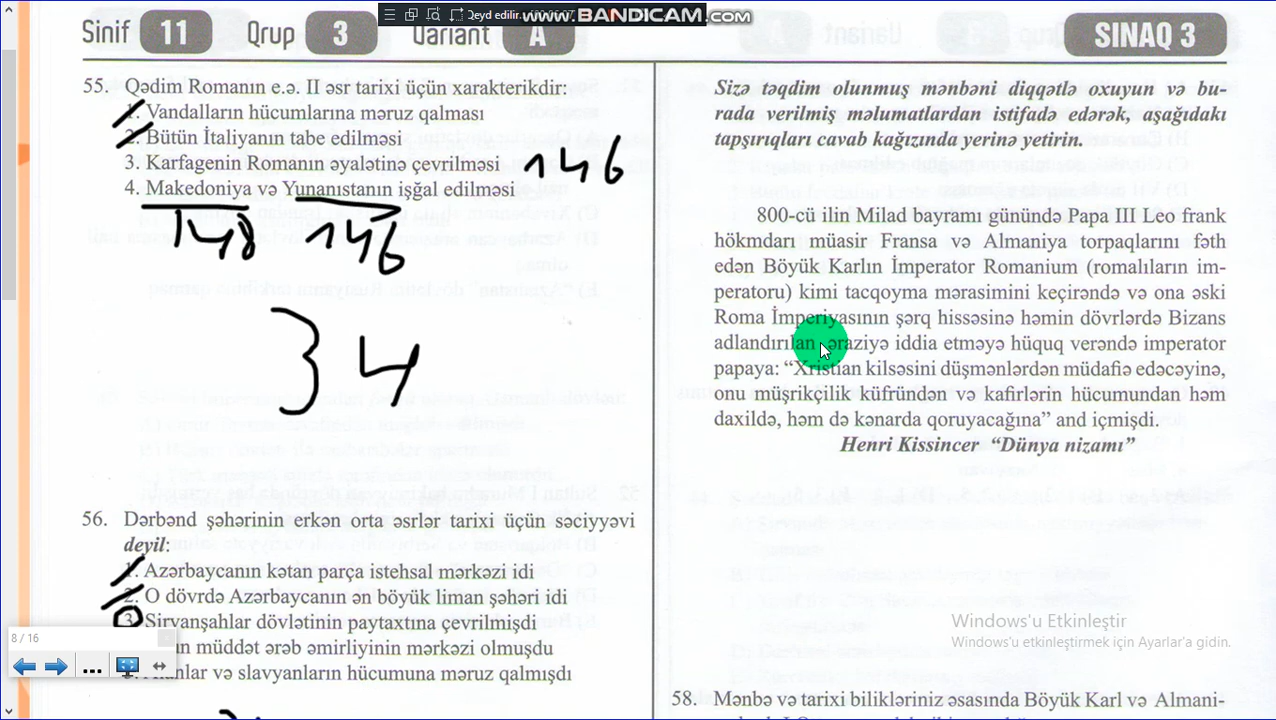 Qeyd edilir...
www.BANDICAM.com
Sinif 11 Qrup 3 Variant A
SINAQ 3
55. Qədim Romanın e.ə. II əsr tarixi üçün xarakterikdir:
1. Vandalların hücumlarına məruz qalması
2. Bütün İtaliyanın tabe edilməsi
3. Karfagenin Romanın əyalətinə çevrilməsi 146
4. Makedoniya və Yunanıstanın işğal edilməsi
148 146
3 4
56. Dərbənd şəhərinin erkən orta əsrlər tarixi üçün səciyyəvi
deyil:
1. Azərbaycanın kətan parça istehsal mərkəzi idi
2. O dövrdə Azərbaycanın ən böyük liman şəhəri idi
3. Şirvanşahlar dövlətinin paytaxtına çevrilmişdi
müddət ərəb əmirliyinin mərkəzi olmuşdu
və slavyanların hücumuna məruz qalmışdı
8 / 16
Sizə təqdim olunmuş mənbəni diqqətlə oxuyun və bu-
rada verilmiş məlumatlardan istifadə edərək, aşağıdakı
tapşırıqları cavab kağızında yerinə yetirin.
800-cü ilin Milad bayramı günündə Papa III Leo frank
hökmdarı müasir Fransa və Almaniya torpaqlarını fəth
edən Böyük Karlın İmperator Romanium (romalıların im-
peratoru) kimi tacqoyma mərasimini keçirəndə və ona əski
Roma İmperiyasının şərq hissəsinə həmin dövrlərdə Bizans
adlandırılan əraziyə iddia etməyə hüquq verəndə imperator
papaya: “Xristian kilsəsini düşmənlərdən müdafiə edəcəyinə,
onu müşrikçilik küfründən və kafirlərin hücumundan həm
daxildə, həm də kənarda qoruyacağına” and içmişdi.
Henri Kissincer “Dünya nizamı”
Windows'u Etkinleştir
Windows'u etkinleştirmek için Ayarlar'a gidin.
58. Mənbə və tarixi bilikləriniz əsasında Böyük Karl və Almani-